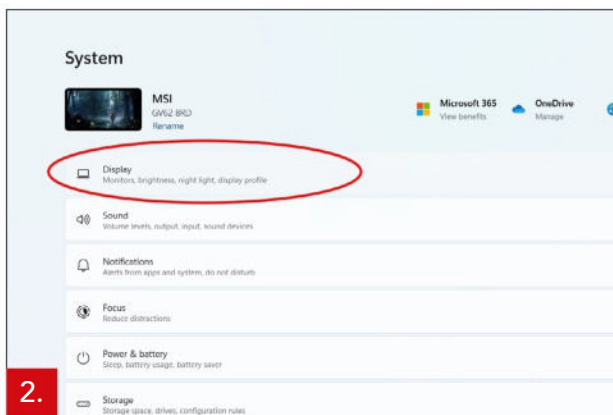 System
MSI
GV62 8RD
Rename
Microsoft 365
View benefits
OneDrive
Manage
Display
Monitors, brightness, night light, display profile
Sound
Volume levels, output, input, sound devices
Notifications
Alerts from apps and system, do not disturb
Focus
Reduce distractions
Power & battery
Sleep, battery usage, battery saver
Storage
Storage space, drives, configuration rules
2.